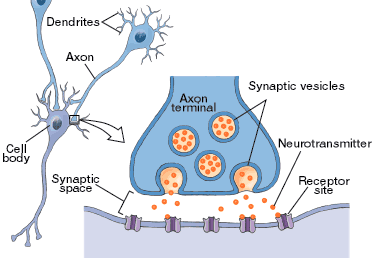 Dendrites
Axon
Axon
terminal
Synaptic vesicles
Cell
body
Neurotransmitter
Synaptic
space
Receptor
site